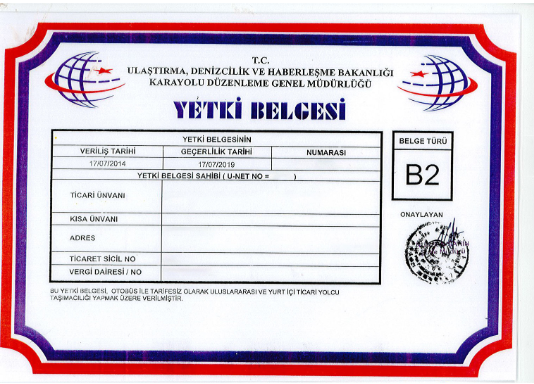 T.C.
ULAŞTIRMA, DENİZCİLİK VE HABERLEŞME BAKANLIĞI
KARAYOLU DÜZENLEME GENEL MÜDÜRLÜĞÜ
YETKİ BELGESİ
YETKİ BELGESİNİN
VERİLİŞ TARİHİ GEÇERLİLİK TARİHİ NUMARASI
17/07/2014 17/07/2019
YETKİ BELGESİ SAHİBİ ( U-NET NO = )
TİCARİ ÜNVANI
KISA ÜNVANI
ADRES
TİCARET SİCİL NO
VERGİ DAİRESİ / NO
BELGE TÜRÜ
B2
ONAYLAYAN
BU YETKİ BELGESİ, OTOBÜS İLE TARİFESİZ OLARAK ULUSLARARASI VE YURT İÇİ TİCARİ YOLCU
TAŞIMACILIĞI YAPMAK ÜZERE VERİLMİŞTİR.